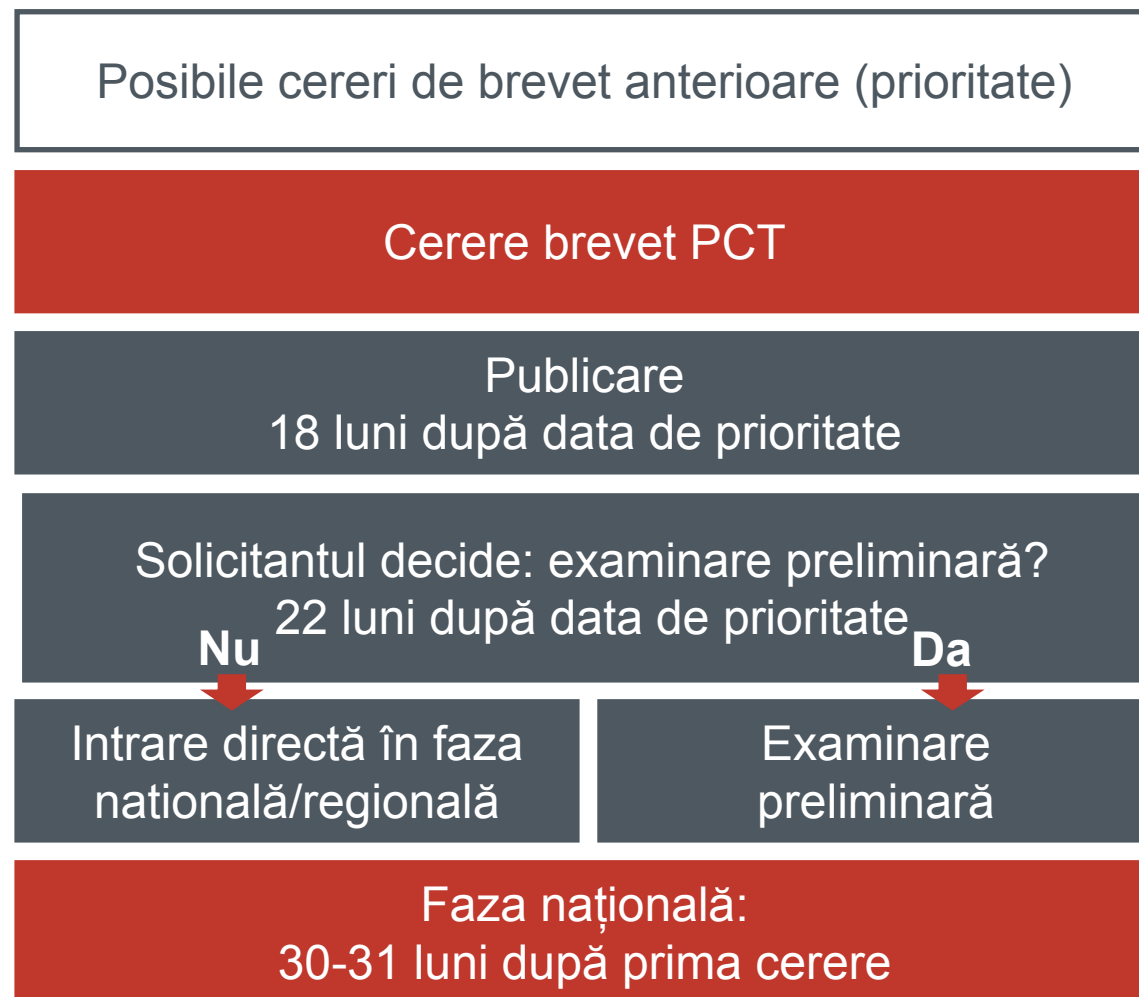 Posibile cereri de brevet anterioare (prioritate)
Cerere brevet PCT
Publicare
18 luni după data de prioritate
Solicitantul decide: examinare preliminară?
22 luni după data de prioritate
Nu
Da
Intrare directă în faza
natională/regională
Examinare
preliminară
Faza națională:
30-31 luni după prima cerere